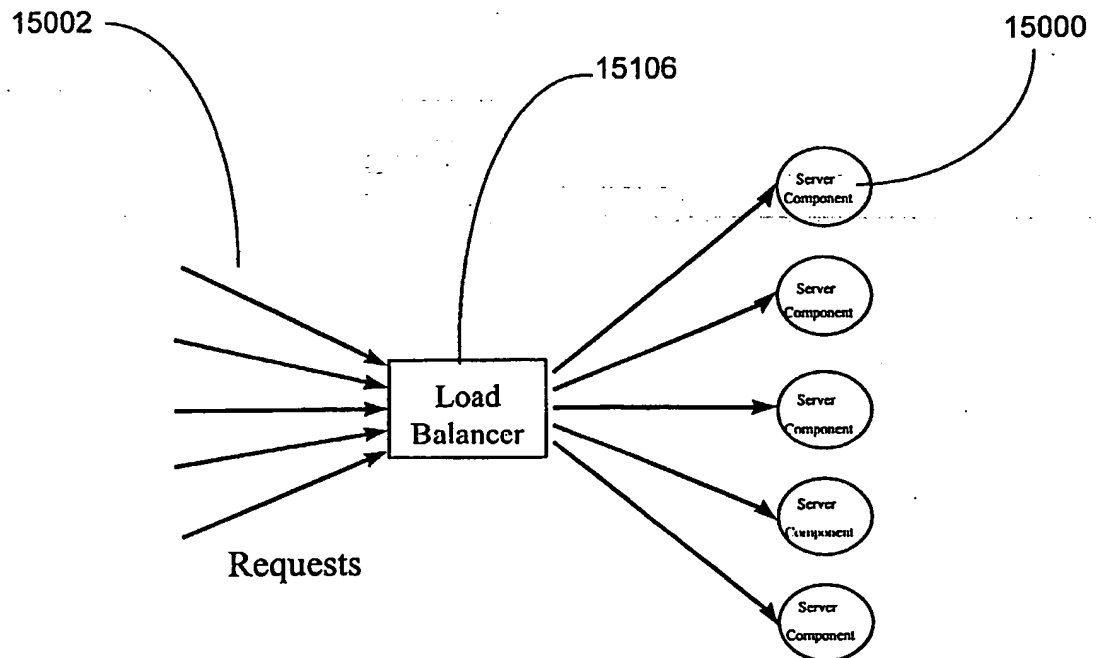 15002
15000
15106
Server
Component
Server
Component
Load
Balancer
Server
Component
Server
Component
Requests
Server
Component